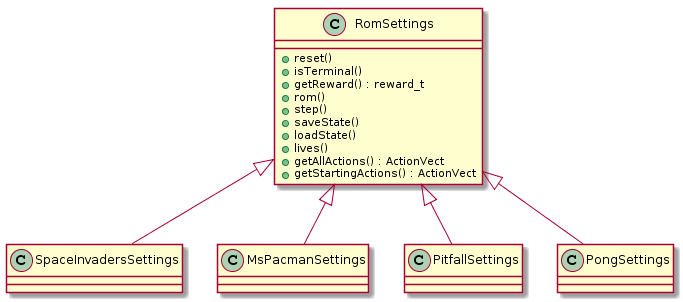 C RomSettings
reset()
isTerminal()
getReward() : reward_t
rom()
step()
saveState()
loadState()
lives()
getAllActions() : ActionVect
getStartingActions() : ActionVect
C SpaceInvadersSettings
C MsPacmanSettings
C PitfallSettings
C PongSettings